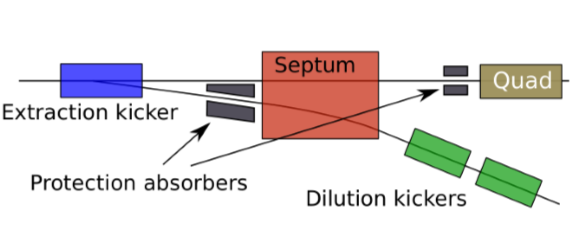 Septum
Quad
Extraction kicker
Protection absorbers
Dilution kickers